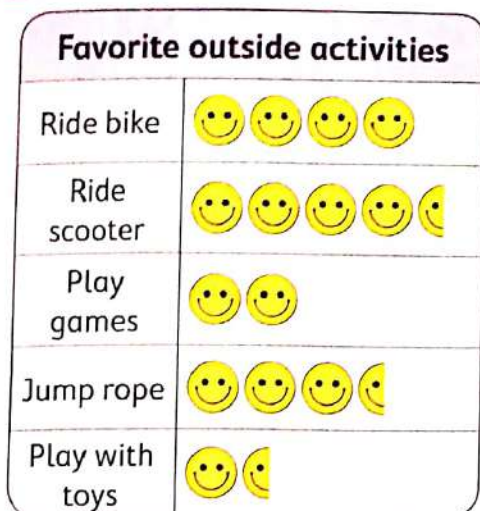 Favorite outside activities
Ride bike
Ride
scooter
Play
games
Jump rope
Play with
toys